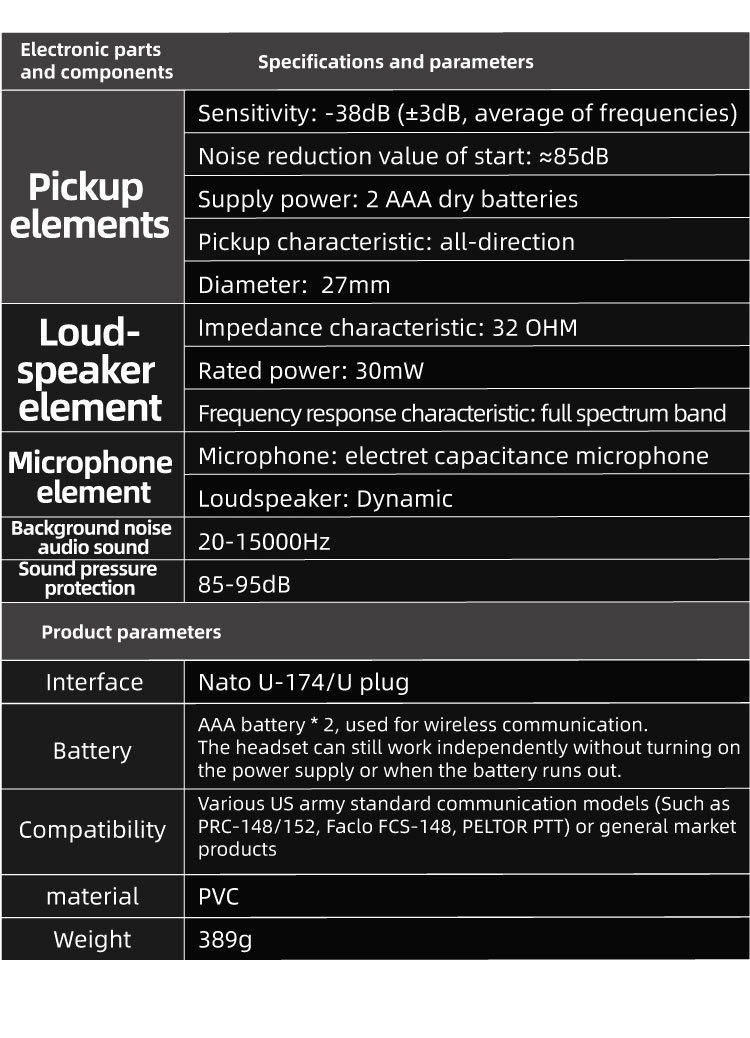 Electronic parts
and components
Specifications and parameters
Pickup
elements
Sensitivity: -38dB (±3dB, average of frequencies)
Noise reduction value of start: ≈85dB
Supply power: 2 AAA dry batteries
Pickup characteristic: all-direction
Diameter: 27mm
Loud-
speaker
element
Impedance characteristic: 32 OHM
Rated power: 30mW
Frequency response characteristic: full spectrum band
Microphone
element
Microphone: electret capacitance microphone
Loudspeaker: Dynamic
Background noise
audio sound
20-15000Hz
Sound pressure
protection
85-95dB
Product parameters
Interface
Nato U-174/U plug
Battery
AAA battery * 2, used for wireless communication.
The headset can still work independently without turning on
the power supply or when the battery runs out.
Compatibility
Various US army standard communication models (Such as
PRC-148/152, Faclo FCS-148, PELTOR PTT) or general market
products
material
PVC
Weight
389g